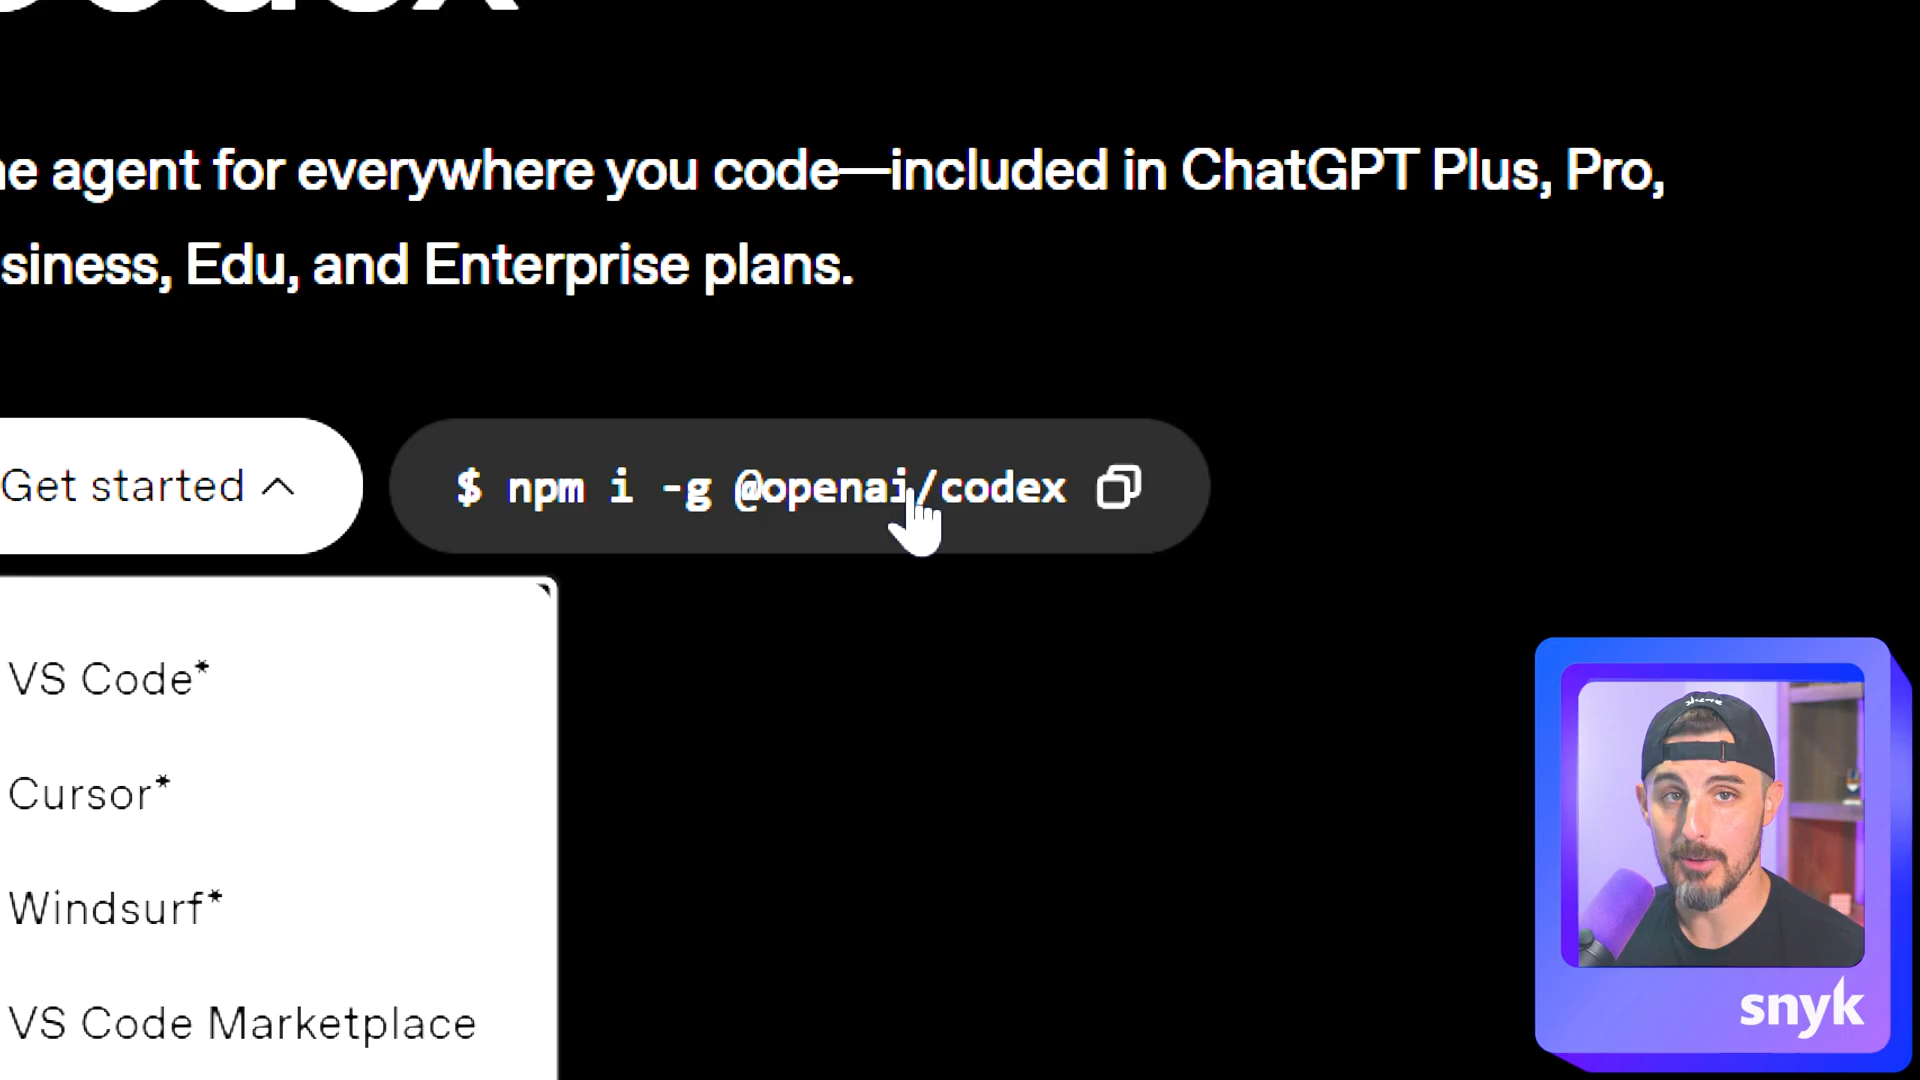 agent for everywhere you code—included in ChatGPT Plus, Pro,
Edu, and Enterprise plans.
Get started
$ npm i -g @openai/codex
VS Code*
Cursor*
Windsurf*
VS Code Marketplace
snyk